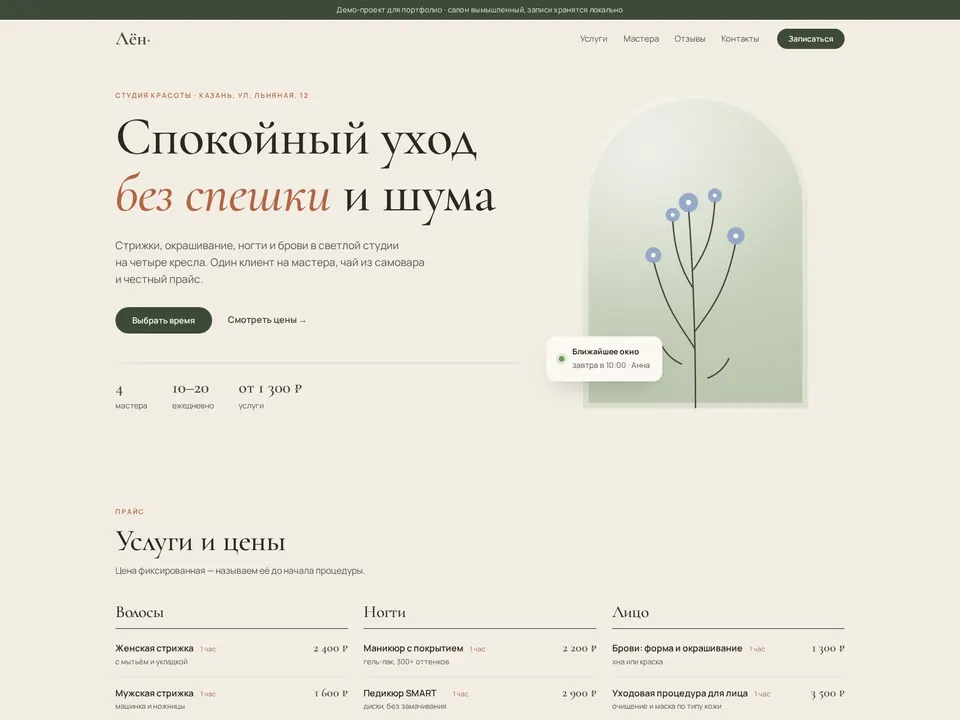 Демо-проект для портфолио · салон вымышленный, записи хранятся локально
Лён·
Услуги Мастера Отзывы Контакты Записаться
СТУДИЯ КРАСОТЫ · КАЗАНЬ, УЛ. ЛЬНЯНАЯ, 12
Спокойный уход
без спешки и шума
Стрижки, окрашивание, ногти и брови в светлой студии
на четыре кресла. Один клиент на мастера, чай из самовара
и честный прайс.
Выбрать время Смотреть цены →
Ближайшее окно
завтра в 10:00 · Анна
4 10–20 от 1 300 ₽
мастера ежедневно услуги
ПРАЙС
Услуги и цены
Цена фиксированная — называем её до начала процедуры.
Волосы Ногти Лицо
Женская стрижка 1 час 2 400 ₽ Маникюр с покрытием 1 час 2 200 ₽ Брови: форма и окрашивание 1 час 1 300 ₽
с мытьём и укладкой гель-лак, 300+ оттенков хна или краска
Мужская стрижка 1 час 1 600 ₽ Педикюр SMART 1 час 2 900 ₽ Уходовая процедура для лица 1 час 3 500 ₽
машинка и ножницы диски, без замачивания очищение и маска по типу кожи